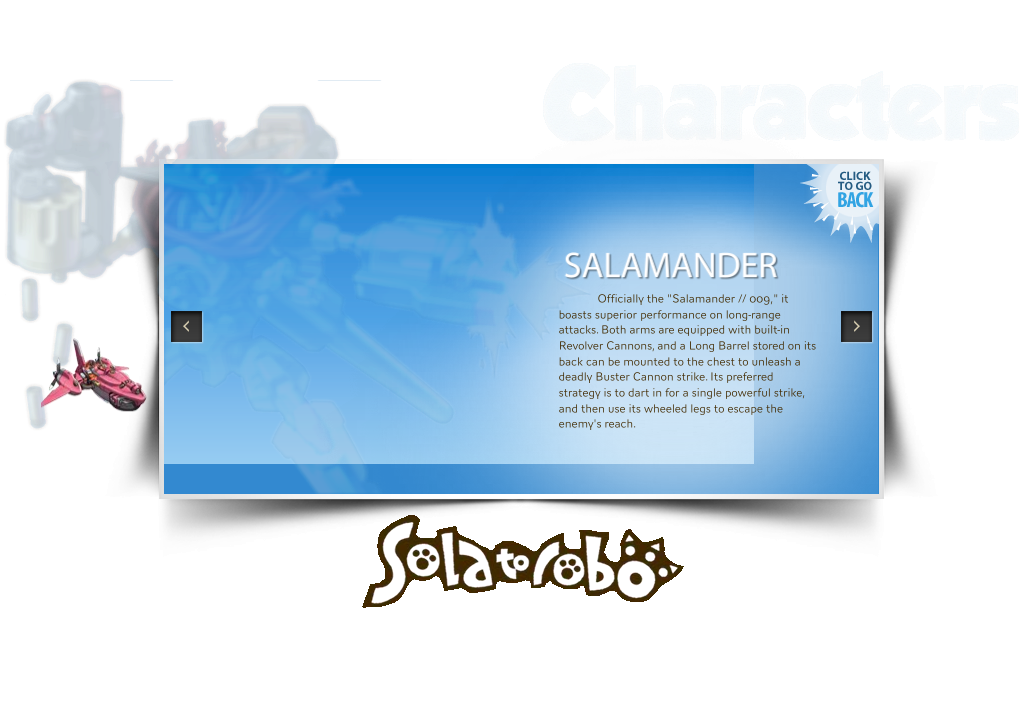 Characters
CLICK
TO GO
BACK
SALAMANDER
Officially the "Salamander // 009," it
boasts superior performance on long-range
attacks. Both arms are equipped with built-in
Revolver Cannons, and a Long Barrel stored on its
back can be mounted to the chest to unleash a
deadly Buster Cannon strike. Its preferred
strategy is to dart in for a single powerful strike,
and then use its wheeled legs to escape the
enemy's reach.
Solatorobo